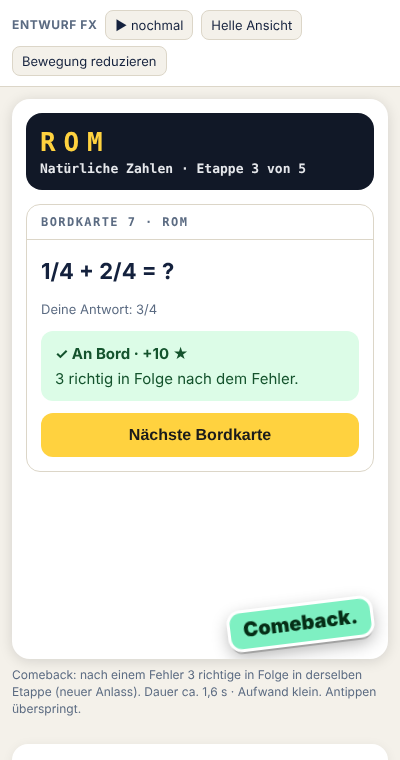 ENTWURF FX ▶ nochmal Helle Ansicht
Bewegung reduzieren
ROM
Natürliche Zahlen · Etappe 3 von 5
BORDKARTE 7 · ROM
1/4 + 2/4 = ?
Deine Antwort: 3/4
✓ An Bord · +10 ★
3 richtig in Folge nach dem Fehler.
Nächste Bordkarte
Comeback.
Comeback: nach einem Fehler 3 richtige in Folge in derselben
Etappe (neuer Anlass). Dauer ca. 1,6 s · Aufwand klein. Antippen
überspringt.